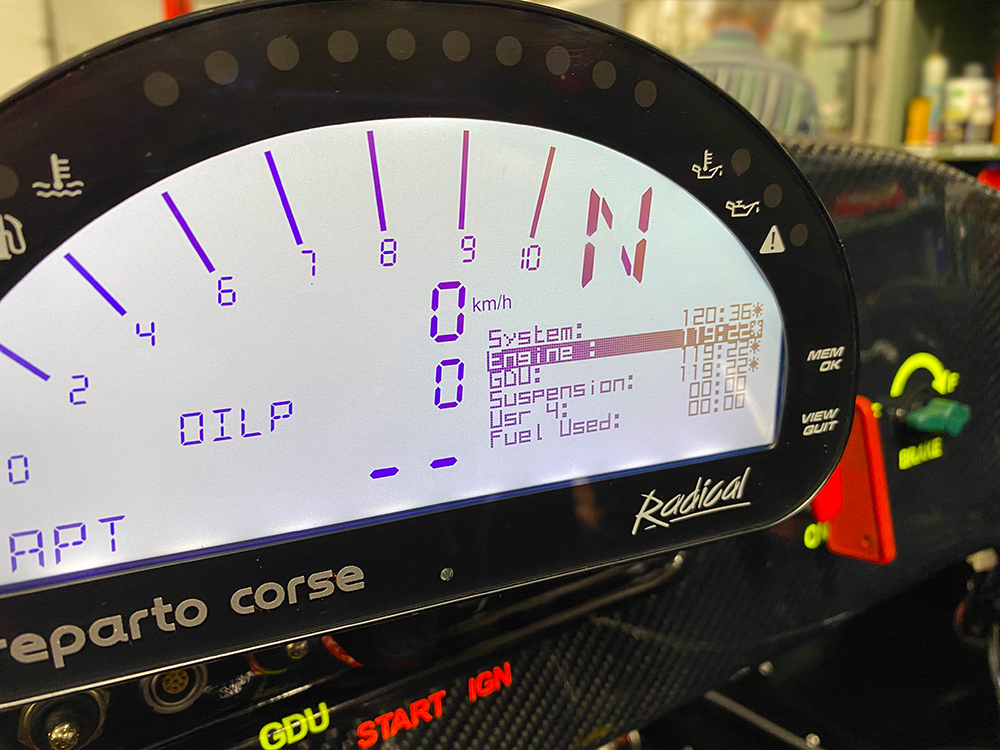 0
2
4
6
7
8
9
10
N
0 km/h
System: 120:36*
Engine : 119:22*
GDU: 119:22*
Suspension: 119:22*
Usr 4: 00:00
Fuel Used: 00:00
0
OILP
- -
APT
MEM
OK
VIEW
QUIT
Radical
reparto corse
GDU
START
IGN
BRAKE